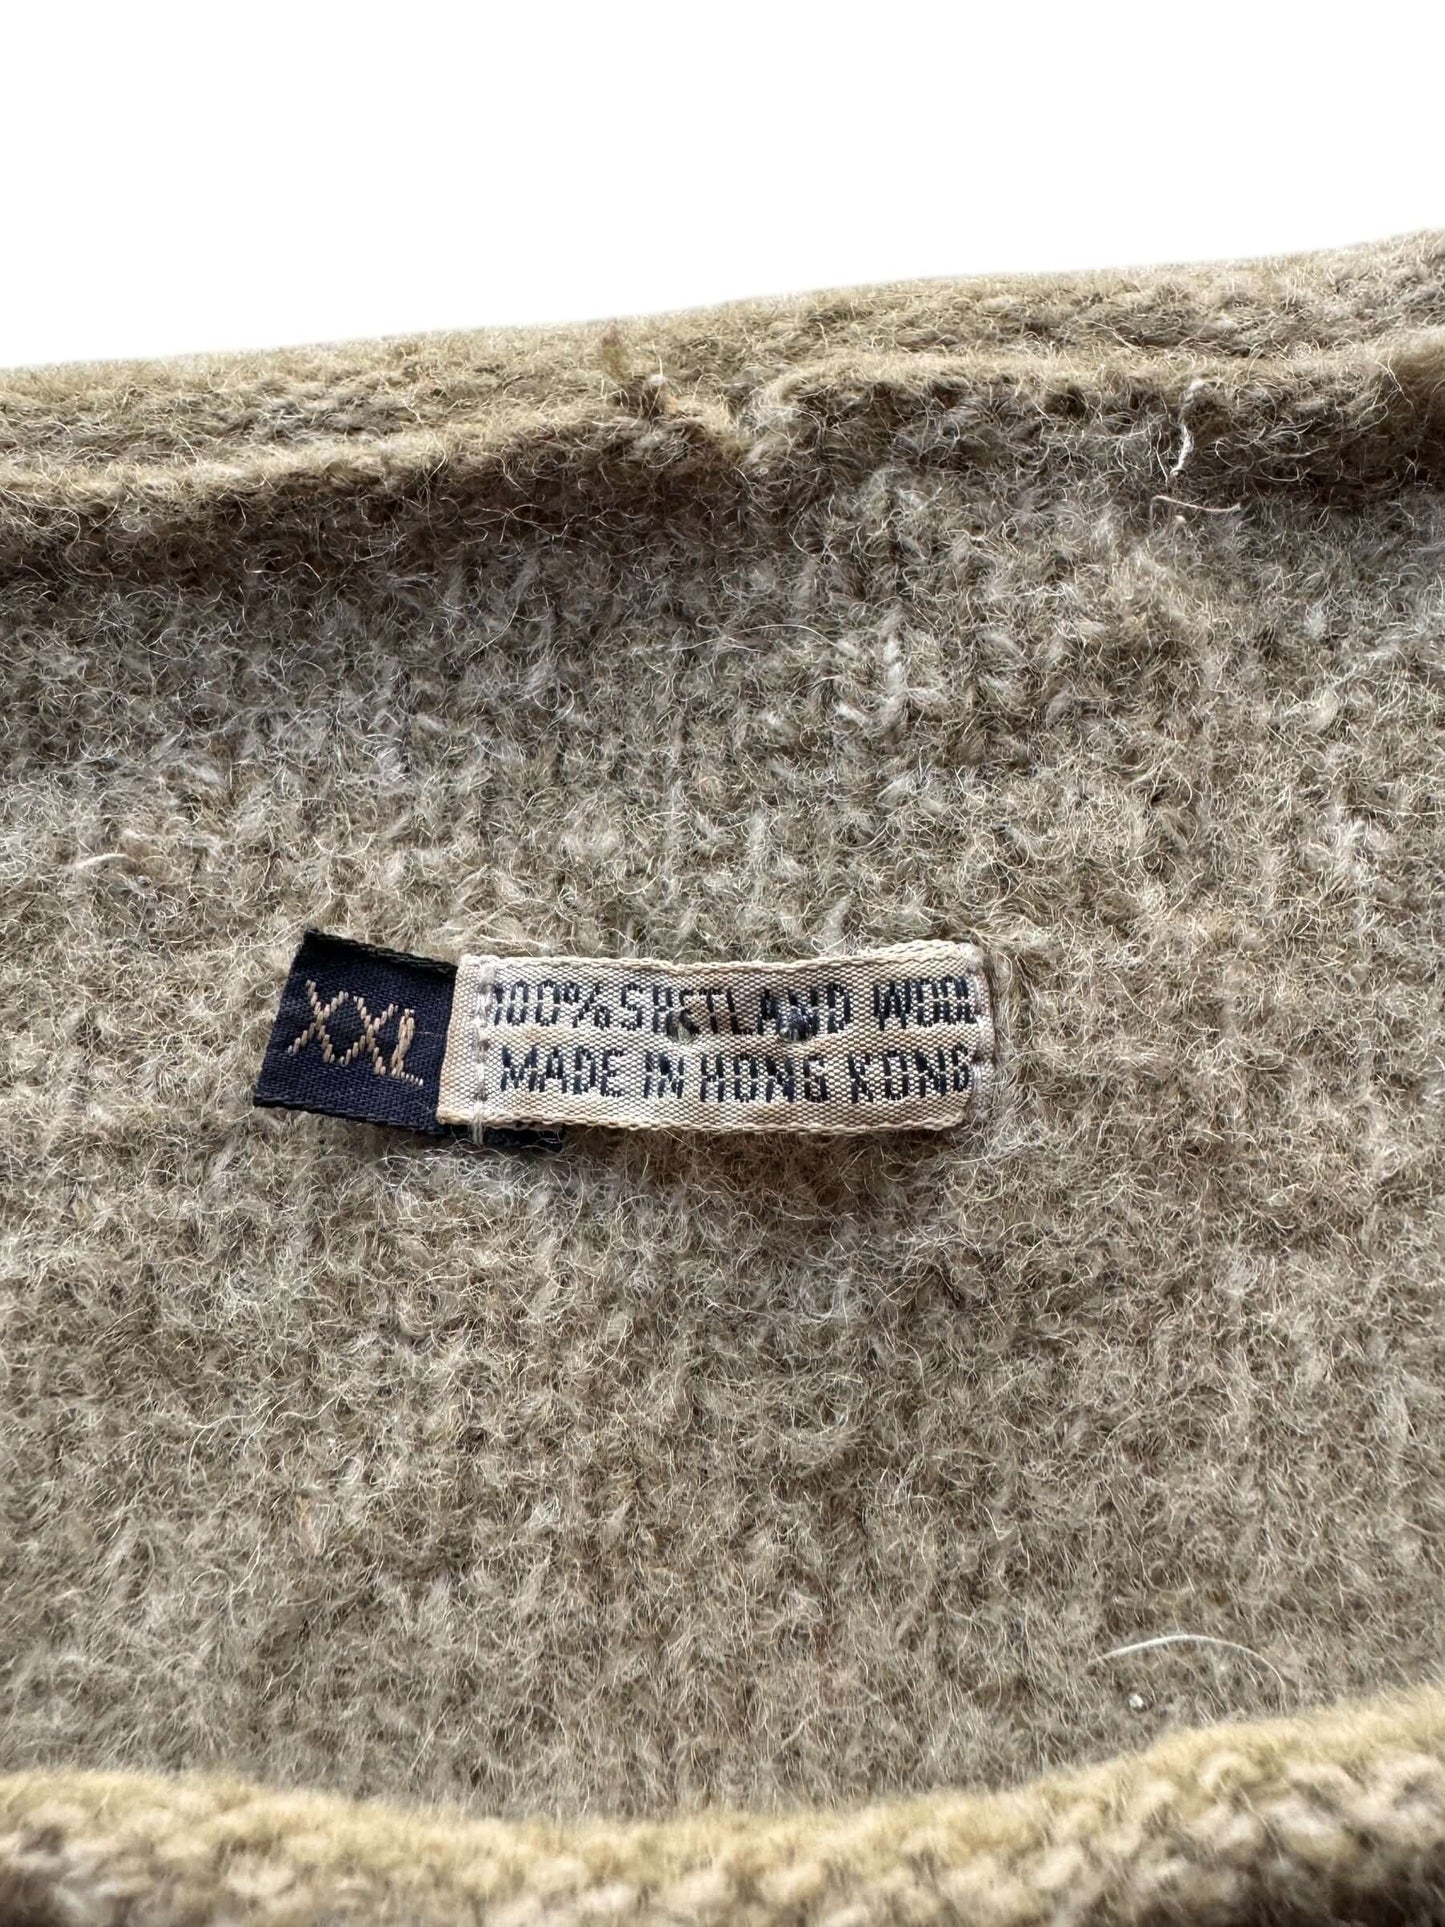 XXL
100% SHETLAND WOOL
MADE IN HONG KONG